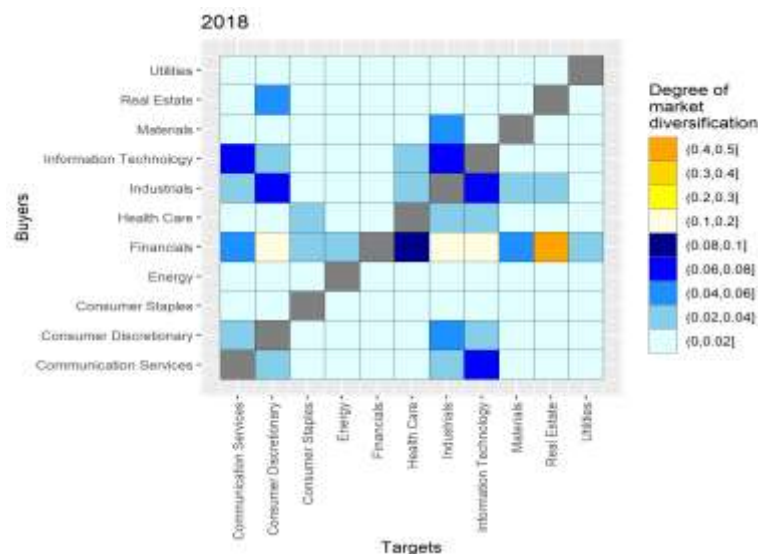 2018
Buyers
Utilities
Real Estate
Materials
Information Technology
Industrials
Health Care
Financials
Energy
Consumer Staples
Consumer Discretionary
Communication Services
Communication Services
Consumer Discretionary
Consumer Staples
Energy
Financials
Health Care
Industrials
Information Technology
Materials
Real Estate
Utilities
Targets
Degree of
market
diversification
(0.4,0.5]
(0.3,0.4]
(0.2,0.3]
(0.1,0.2]
(0.08,0.1]
(0.06,0.08]
(0.04,0.06]
(0.02,0.04]
(0,0.02]